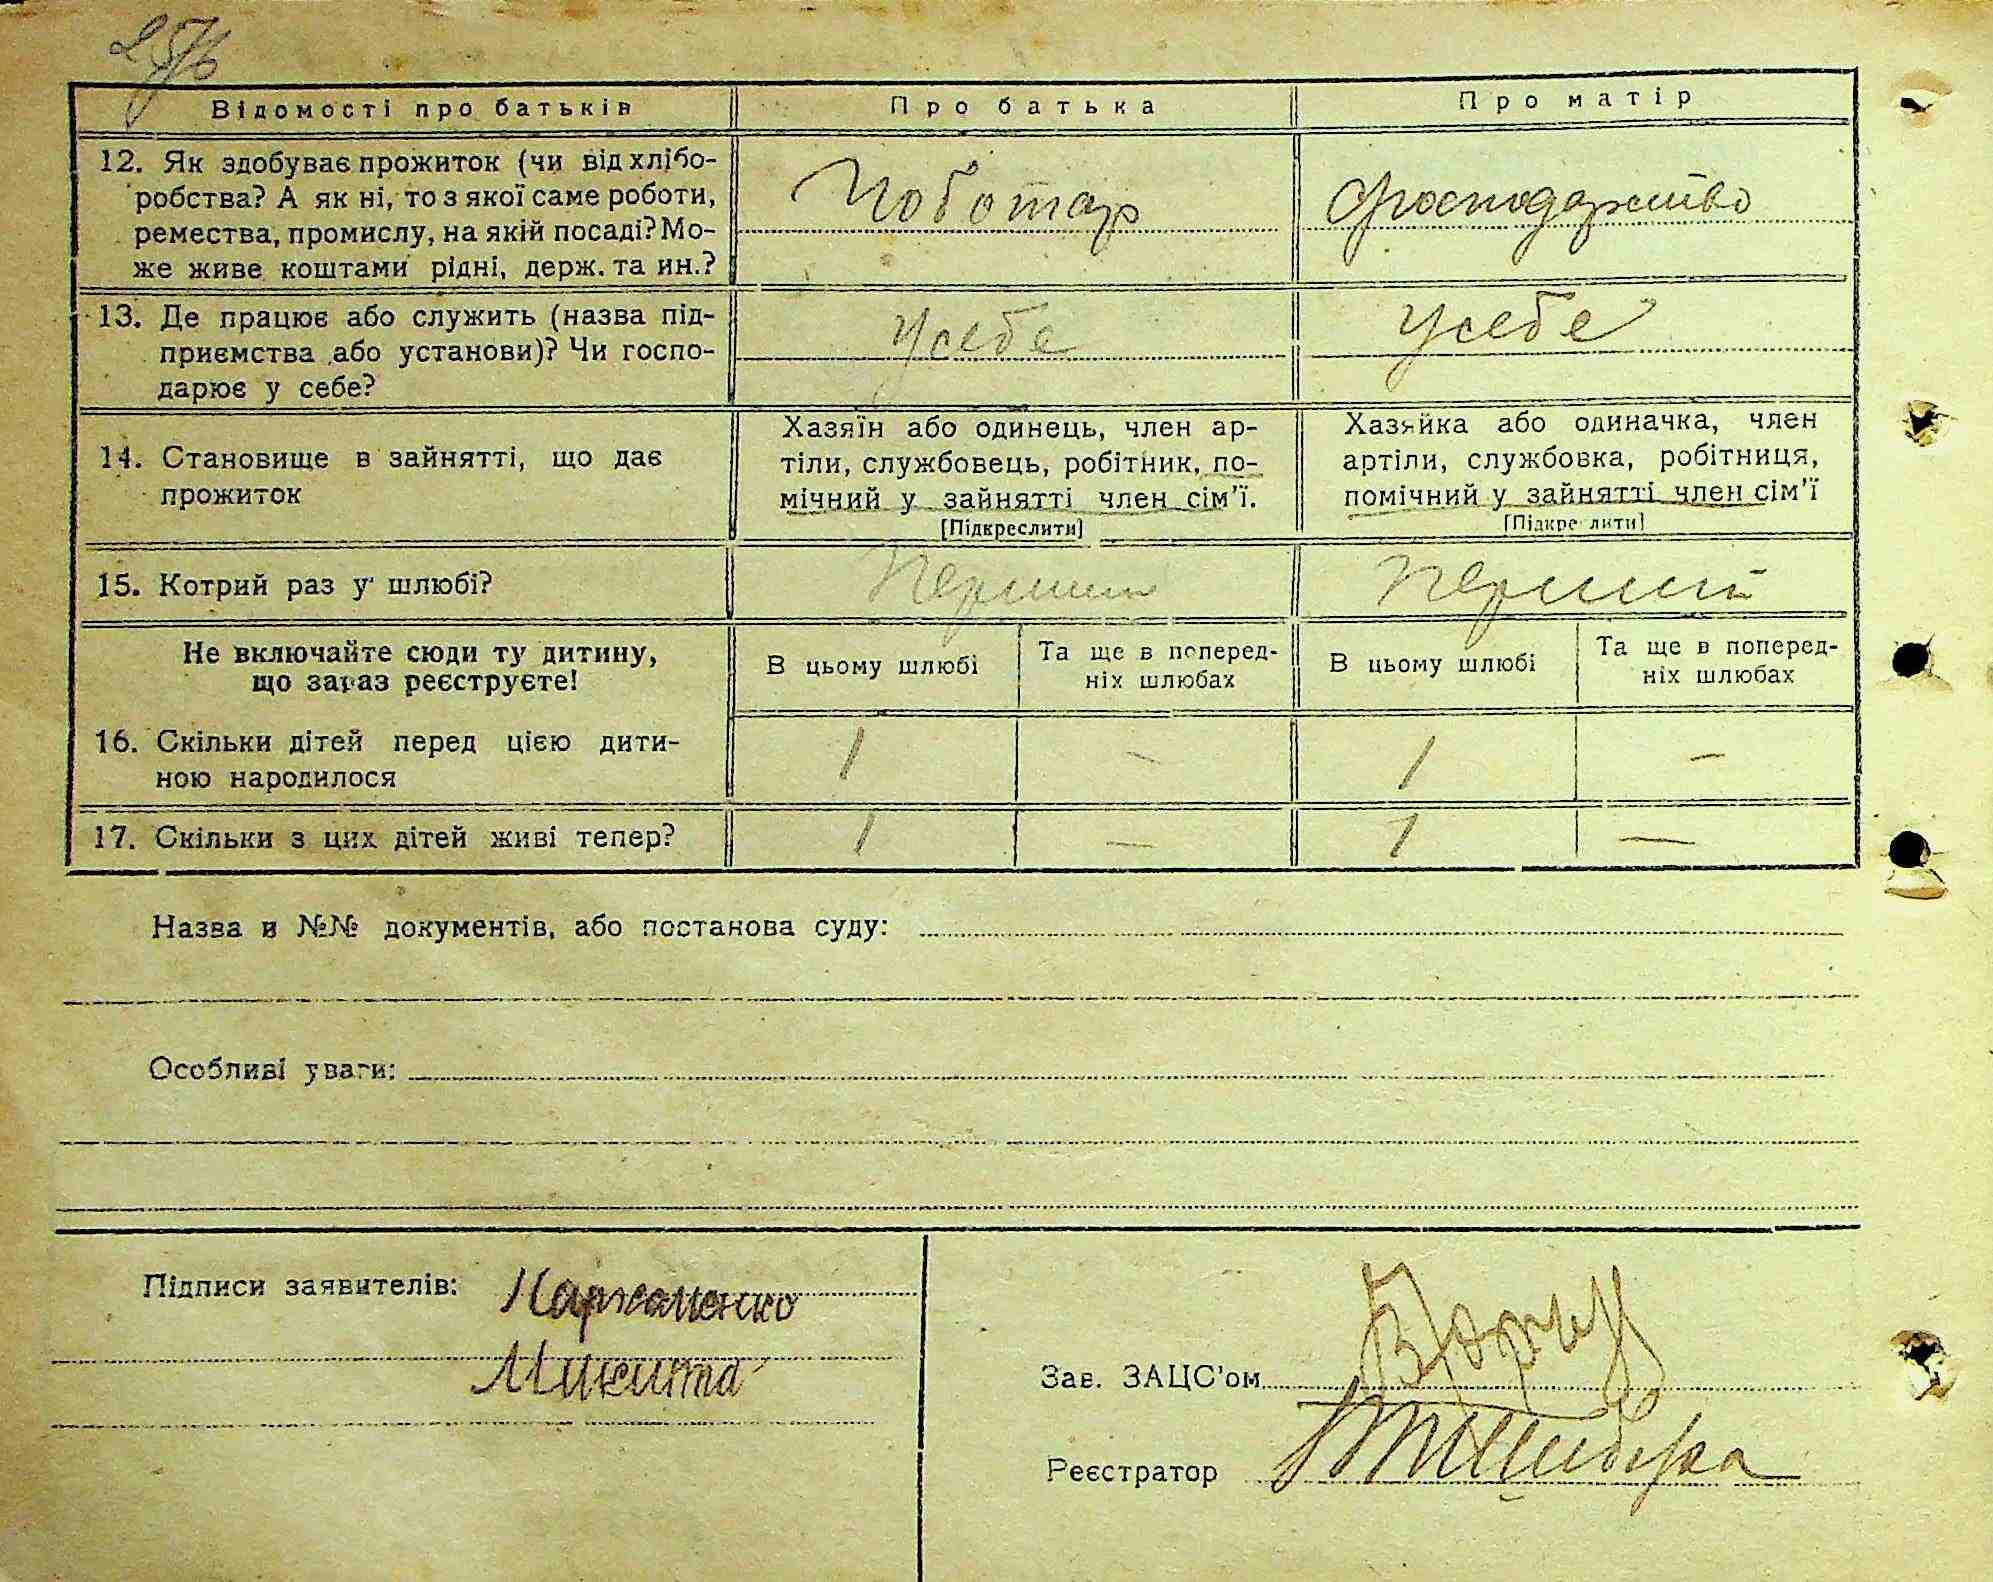 Відомості про батьків
Про батька
Про матір
12. Як здобуває прожиток (чи від хлібо-
робства? А як ні, то з якої саме роботи,
ремества, промислу, на якій посаді? Мо-
же живе коштами рідні, держ. та ин.?
Чоботар
господарство
13. Де працює або служить (назва під-
приємства або установи)? Чи госпо-
дарює у себе?
У себе
У себе
14. Становище в зайнятті, що дає
прожиток
Хазяїн або одинець, член ар-
тіли, службовець, робітник, по-
мічний у зайнятті член сім'ї.
[Підкреслити]
Хазяйка або одиначка, член
артіли, службовка, робітниця,
помічний у зайнятті член сім'ї
[Підкре лити]
15. Котрий раз у шлюбі?
Перший
Перший
Не включайте сюди ту дитину,
що зараз реєструєте!
В цьому шлюбі
Та ще в поперед-
ніх шлюбах
В цьому шлюбі
Та ще в поперед-
ніх шлюбах
16. Скільки дітей перед цією дити-
ною народилося
1 — 1 —
17. Скільки з цих дітей живі тепер?
1 — 1 —
Назва и №№ документів, або постанова суду:
Особливі уваги:
Підписи заявителів: Пархоменко
Микита
Зав. ЗАЦС'ом
Реєстратор